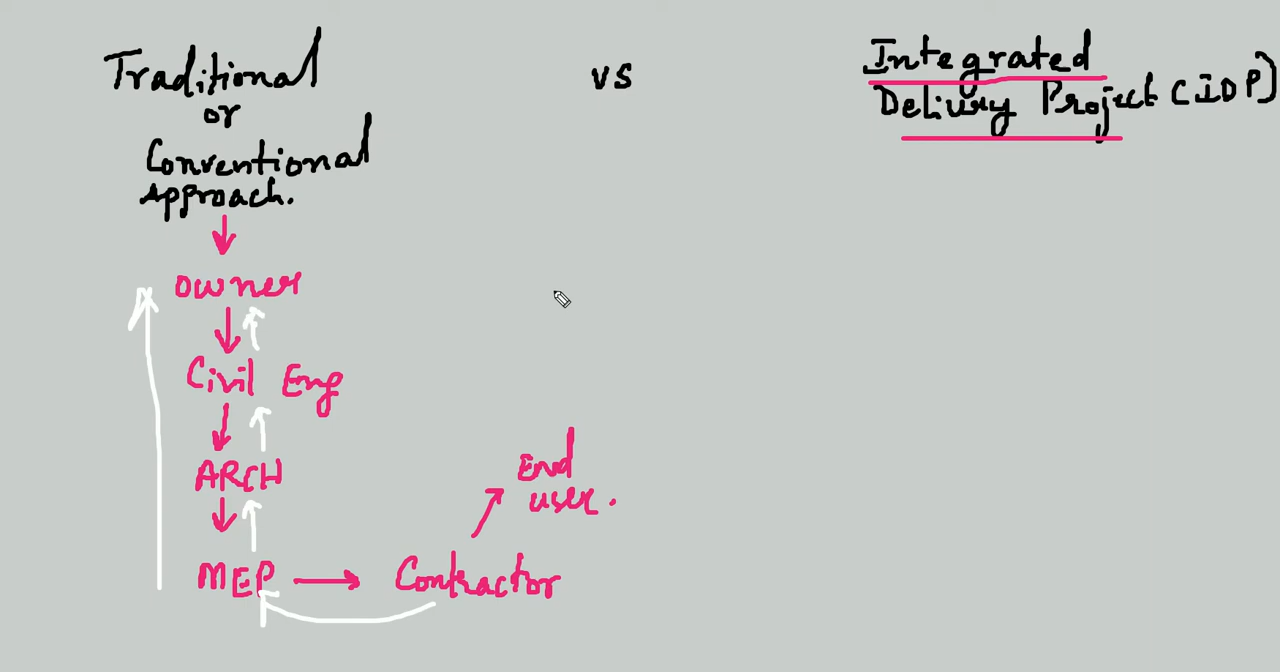 Traditional
or
Conventional
Approach.
vs
Integrated
Delivery Project (IDP)
Owner
Civil Eng
ARCH
MEP
Contractor
End
user.